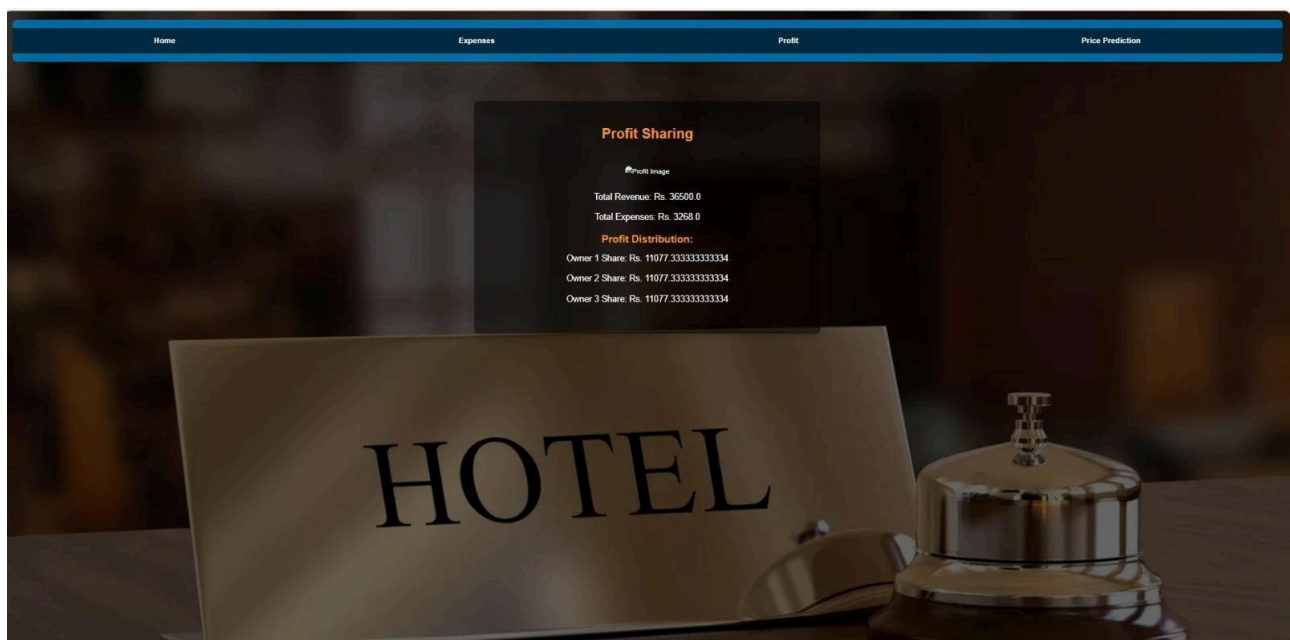 Home Expenses Profit Price Prediction
Profit Sharing
Profit Image
Total Revenue: Rs. 36500.0
Total Expenses: Rs. 3268.0
Profit Distribution:
Owner 1 Share: Rs. 11077.333333333334
Owner 2 Share: Rs. 11077.333333333334
Owner 3 Share: Rs. 11077.333333333334
HOTEL